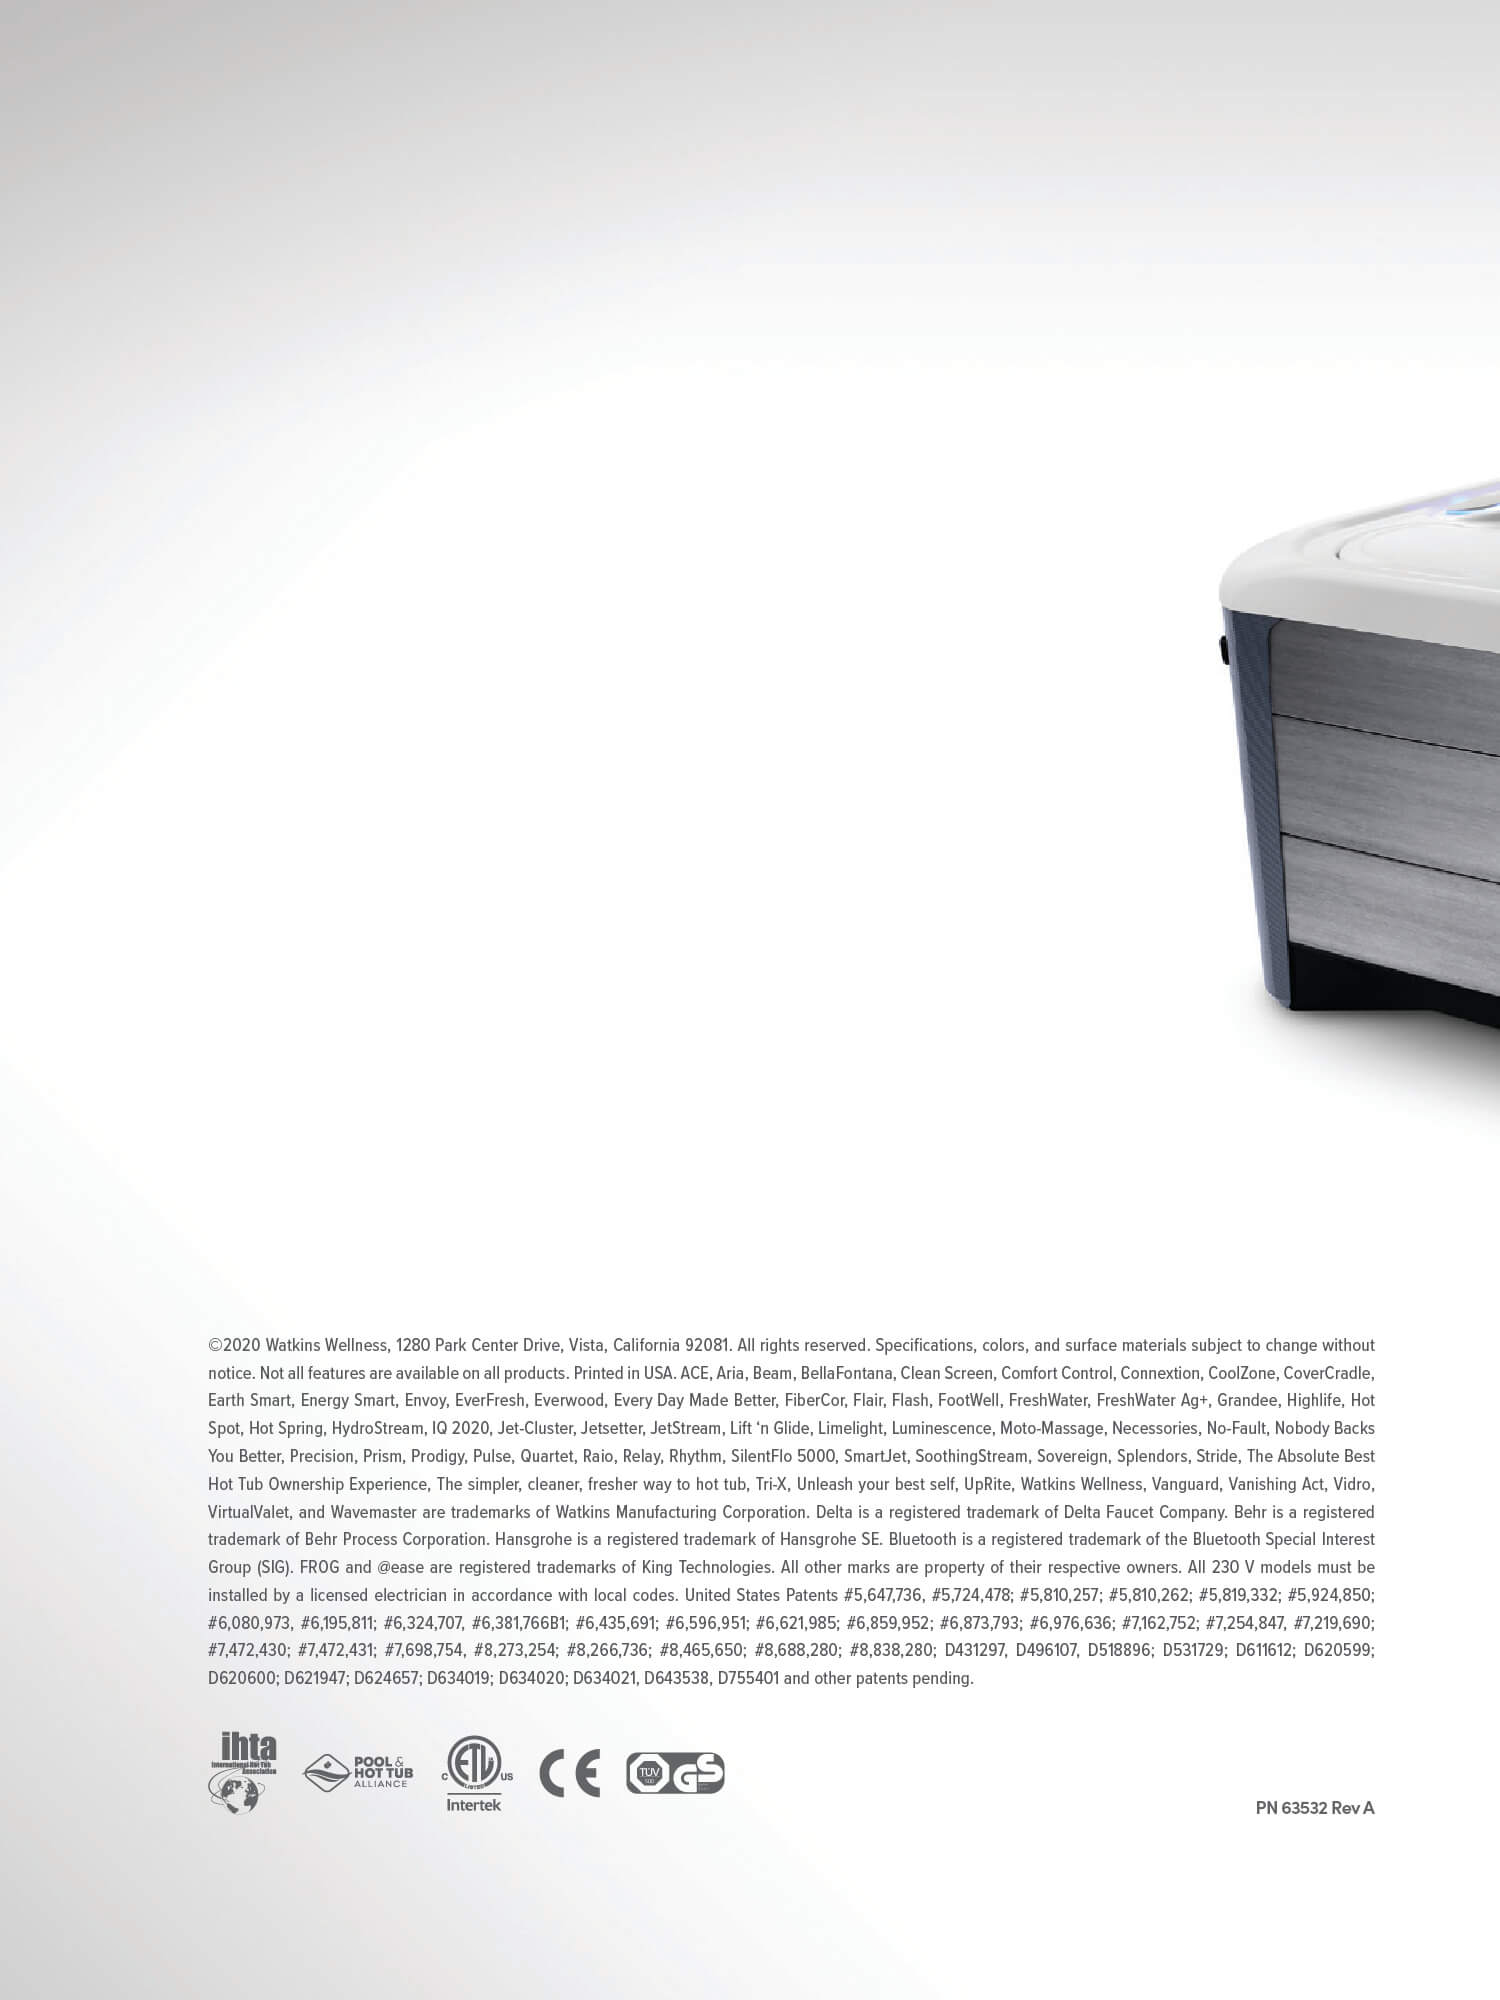 ©2020 Watkins Wellness, 1280 Park Center Drive, Vista, California 92081. All rights reserved. Specifications, colors, and surface materials subject to change without
notice. Not all features are available on all products. Printed in USA. ACE, Aria, Beam, BellaFontana, Clean Screen, Comfort Control, Connextion, CoolZone, CoverCradle,
Earth Smart, Energy Smart, Envoy, EverFresh, Everwood, Every Day Made Better, FiberCor, Flair, Flash, FootWell, FreshWater, FreshWater Ag+, Grandee, Highlife, Hot
Spot, Hot Spring, HydroStream, IQ 2020, Jet-Cluster, Jetsetter, JetStream, Lift ‘n Glide, Limelight, Luminescence, Moto-Massage, Necessories, No-Fault, Nobody Backs
You Better, Precision, Prism, Prodigy, Pulse, Quartet, Raio, Relay, Rhythm, SilentFlo 5000, SmartJet, SoothingStream, Sovereign, Splendors, Stride, The Absolute Best
Hot Tub Ownership Experience, The simpler, cleaner, fresher way to hot tub, Tri-X, Unleash your best self, UpRite, Watkins Wellness, Vanguard, Vanishing Act, Vidro,
VirtualValet, and Wavemaster are trademarks of Watkins Manufacturing Corporation. Delta is a registered trademark of Delta Faucet Company. Behr is a registered
trademark of Behr Process Corporation. Hansgrohe is a registered trademark of Hansgrohe SE. Bluetooth is a registered trademark of the Bluetooth Special Interest
Group (SIG). FROG and @ease are registered trademarks of King Technologies. All other marks are property of their respective owners. All 230 V models must be
installed by a licensed electrician in accordance with local codes. United States Patents #5,647,736, #5,724,478; #5,810,257; #5,810,262; #5,819,332; #5,924,850;
#6,080,973, #6,195,811; #6,324,707, #6,381,766B1; #6,435,691; #6,596,951; #6,621,985; #6,859,952; #6,873,793; #6,976,636; #7,162,752; #7,254,847, #7,219,690;
#7,472,430; #7,472,431; #7,698,754, #8,273,254; #8,266,736; #8,465,650; #8,688,280; #8,838,280; D431297, D496107, D518896; D531729; D611612; D620599;
D620600; D621947; D624657; D634019; D634020; D634021, D643538, D755401 and other patents pending.
ihta
International Hot Tub
Association
POOL &
HOT TUB
ALLIANCE
C ETL US
LISTED
Intertek
CE
TÜV
GS
PN 63532 Rev A